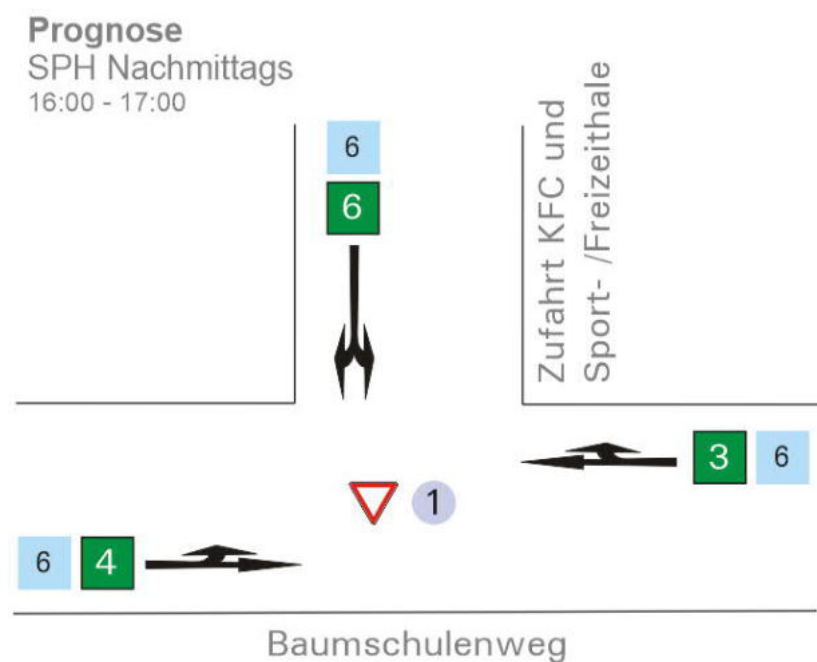 Prognose
SPH Nachmittags
16:00 - 17:00
6
6
Zufahrt KFC und
Sport- /Freizeithale
3 6
1
6 4
Baumschulenweg